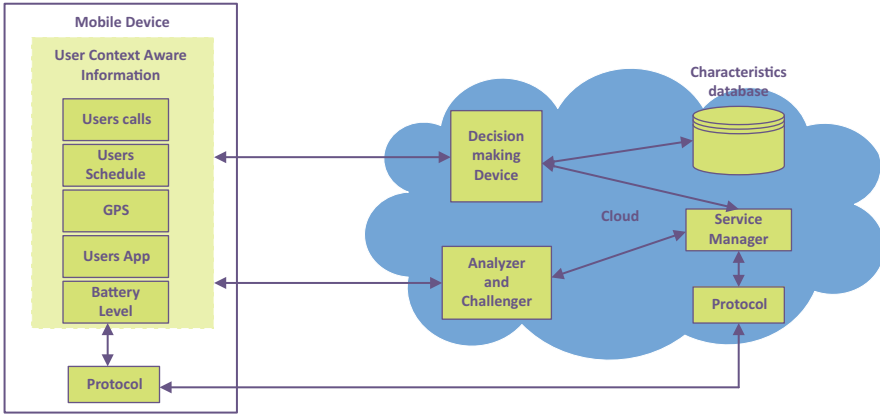 Mobile Device
User Context Aware
Information
Users calls
Users
Schedule
GPS
Users App
Battery
Level
Protocol
Decision
making
Device
Characteristics
database
Cloud
Service
Manager
Analyzer
and
Challenger
Protocol